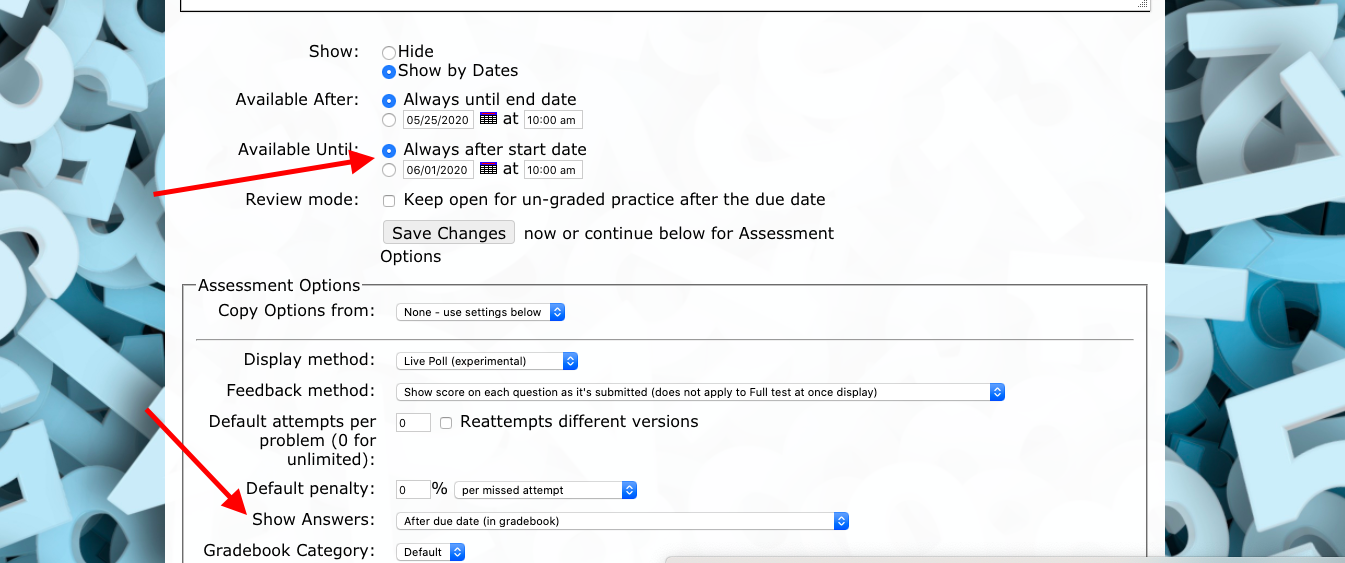 Show: Hide
Show by Dates
Available After: Always until end date
05/25/2020 at 10:00 am
Available Until: Always after start date
06/01/2020 at 10:00 am
Review mode: Keep open for un-graded practice after the due date
Save Changes now or continue below for Assessment
Options
Assessment Options
Copy Options from: None - use settings below
Display method: Live Poll (experimental)
Feedback method: Show score on each question as it's submitted (does not apply to Full test at once display)
Default attempts per 0 Reattempts different versions
problem (0 for
unlimited):
Default penalty: 0 % per missed attempt
Show Answers: After due date (in gradebook)
Gradebook Category: Default